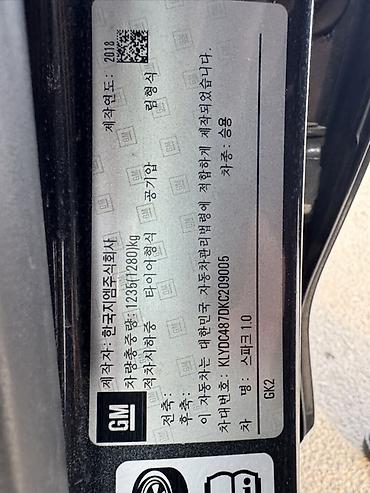 제작자: 한국지엠주식회사 제작연도: 2018
차량총중량: 1235(1280)kg
적차시하중 타이어형식 공기압 림형식
전축:
후축:
이 자동차는 대한민국 자동차관리법령에 적합하게 제작되었습니다.
차대번호: KLYDC487DKC209005 차종: 승용
차 명: 스파크 1.0
GK2
GM